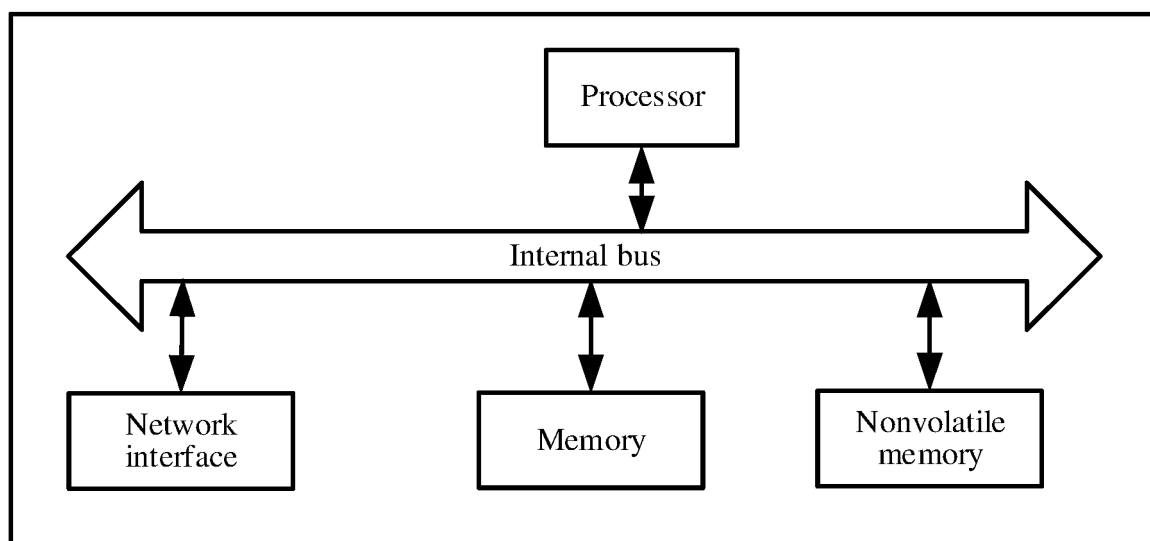 Processor
Internal bus
Network
interface
Memory
Nonvolatile
memory